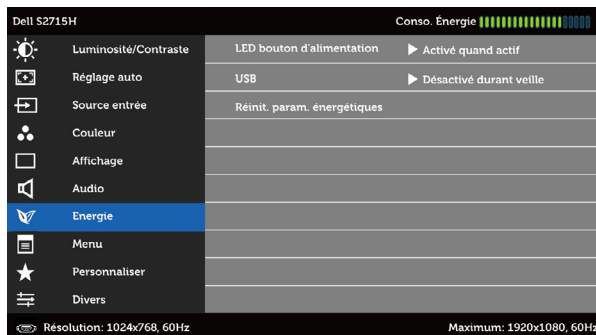 Dell S2715H Conso. Énergie
Luminosité/Contraste LED bouton d'alimentation Activé quand actif
Réglage auto USB Désactivé durant veille
Source entrée Réinit. param. énergétiques
Couleur
Affichage
Audio
Energie
Menu
Personnaliser
Divers
Résolution: 1024x768, 60Hz Maximum: 1920x1080, 60Hz